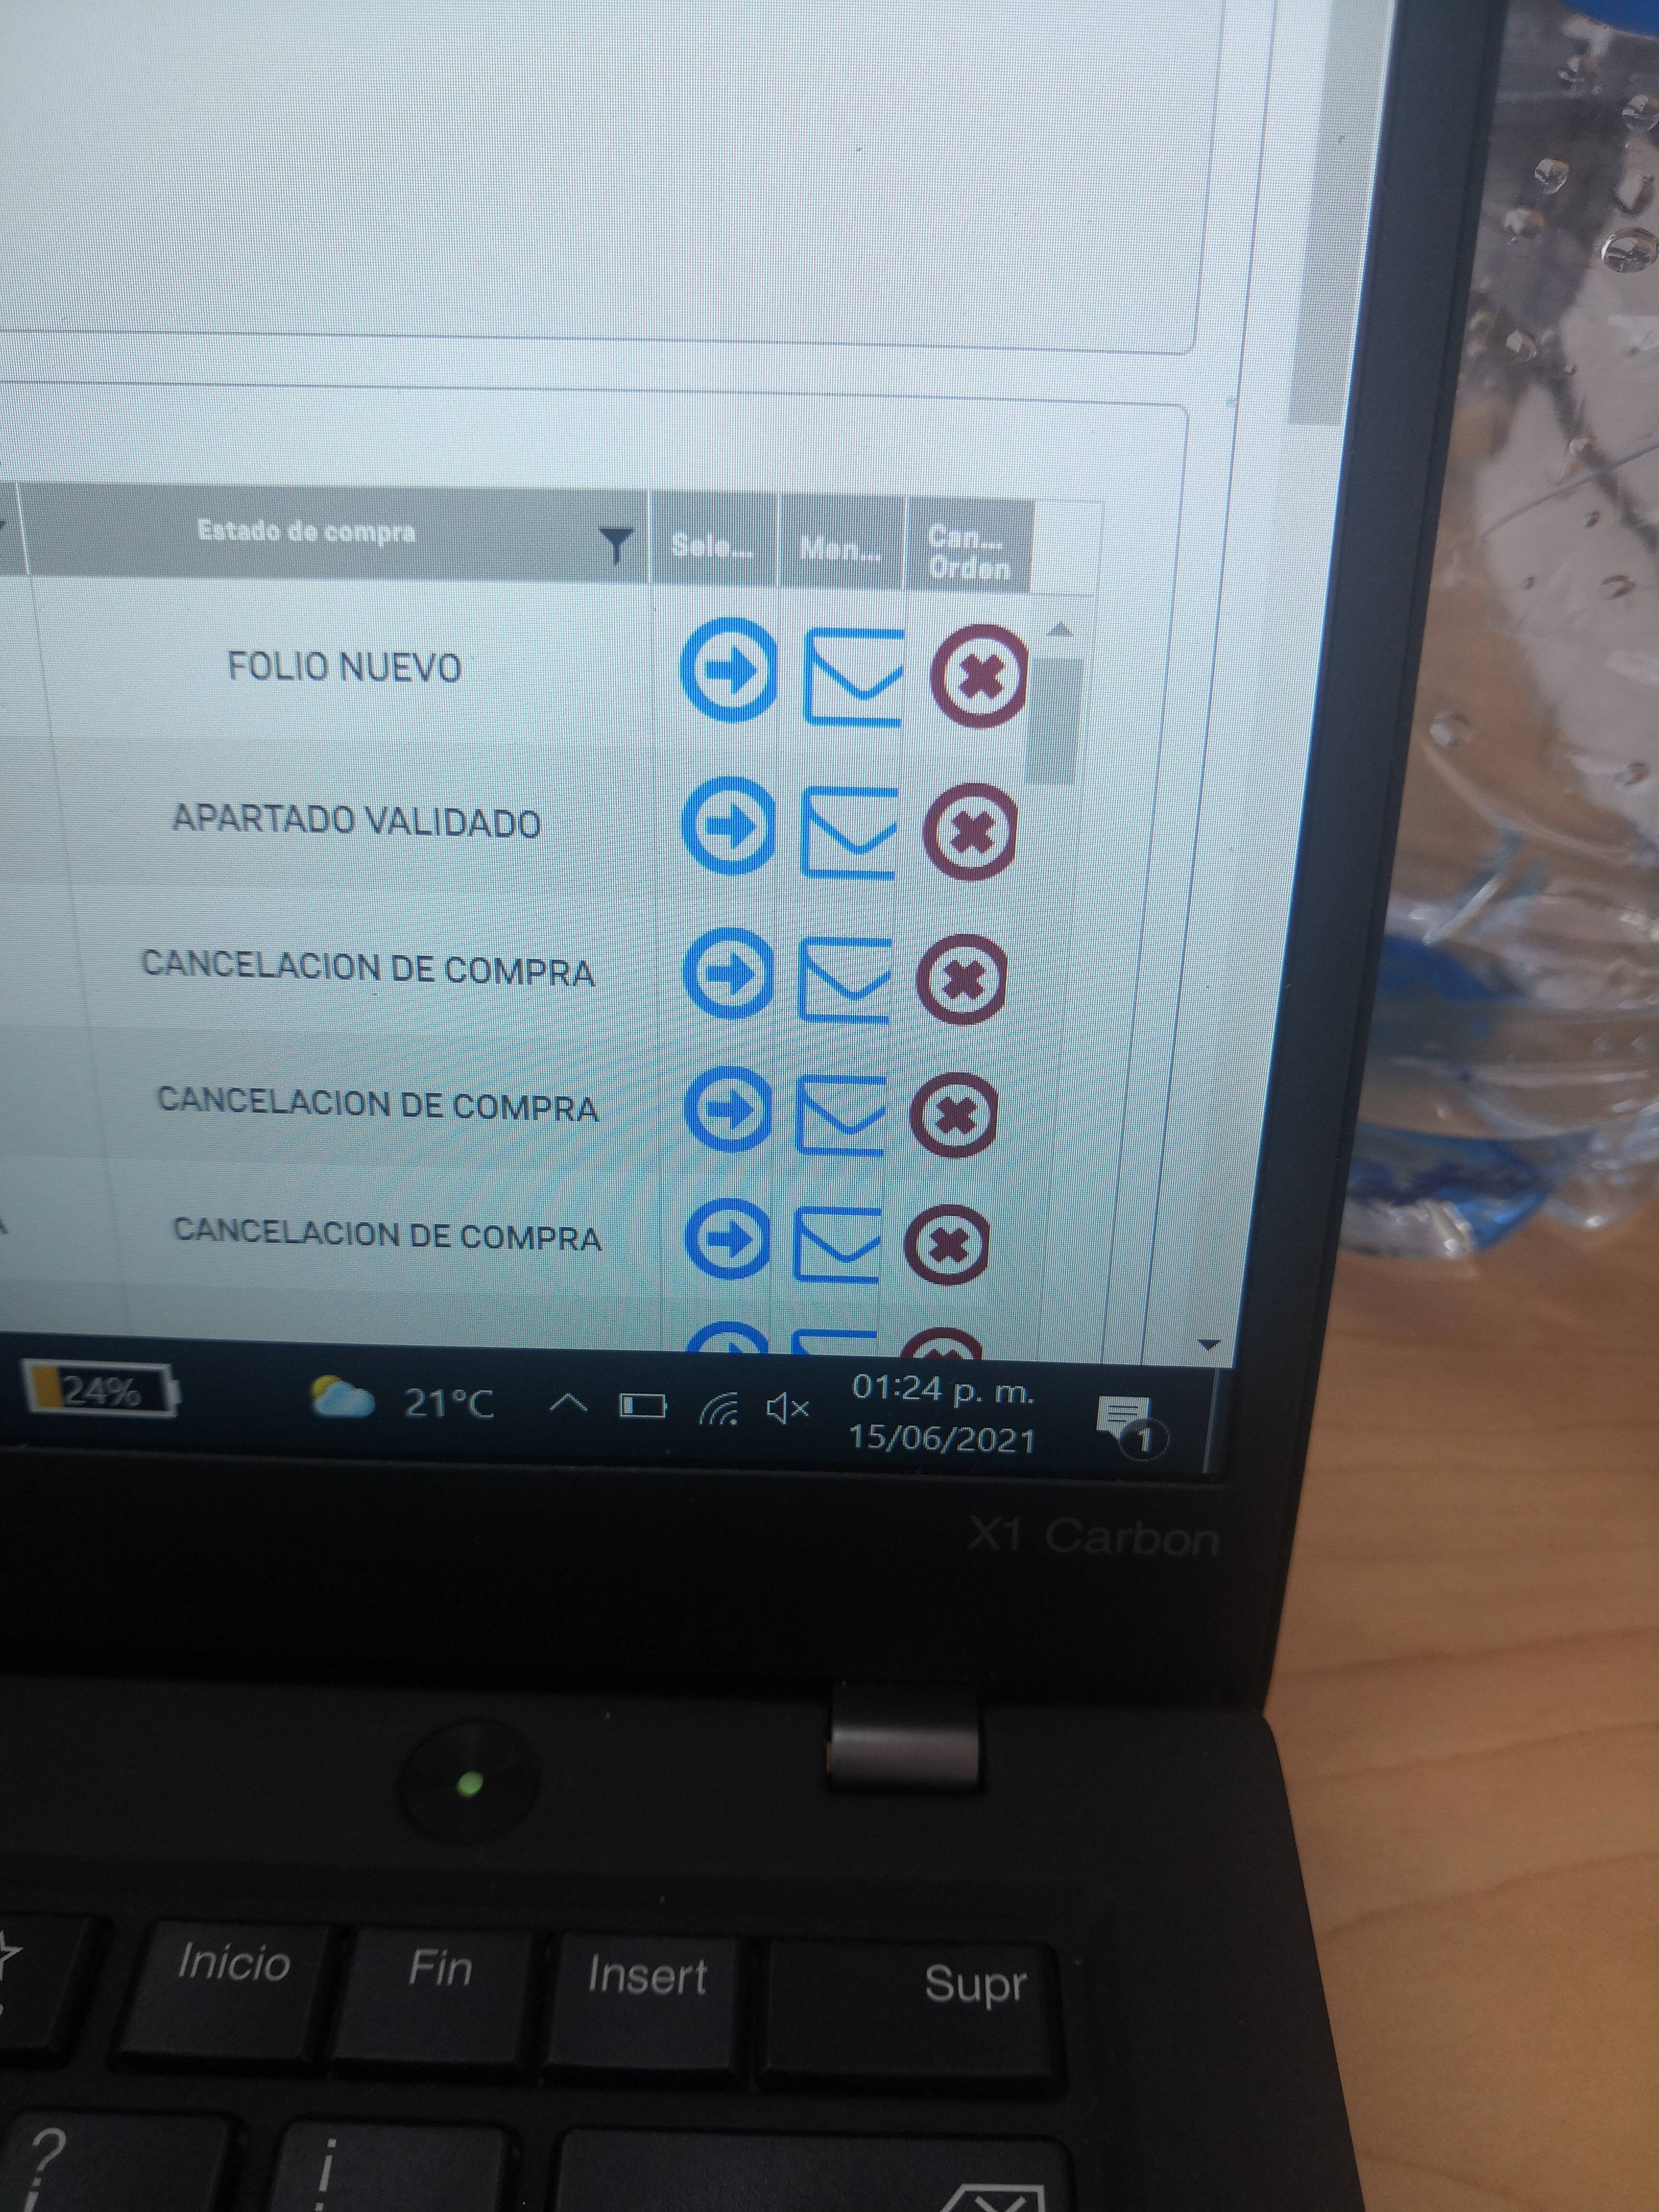 Estado de compra
Sele...
Men...
Can...
Orden
FOLIO NUEVO
APARTADO VALIDADO
CANCELACION DE COMPRA
CANCELACION DE COMPRA
CANCELACION DE COMPRA
24%
21°C
01:24 p. m.
15/06/2021
1
X1 Carbon
Inicio
Fin
Insert
Supr
?
¡